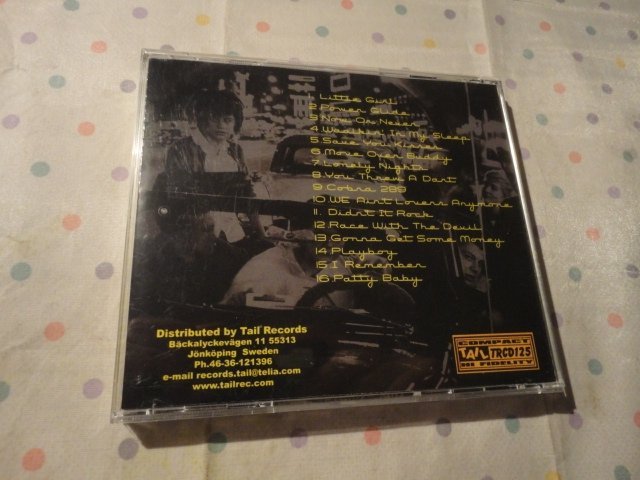 1. Little Girl
2. Power Glide
3. Now Or Never
4. Walkin' In My Sleep
5. Save You Kisses
6. Move Over Buddy
7. Lonely Nights
8. You Threw A Dart
9. Cobra 289
10. WE Aint Lovers Anymore
11. Didnt It Rock
12. Race With The Devil
13. Gonna Get Some Money
14. Playboy
15. I Remember
16. Patty Baby
Distributed by Tail Records
Bäckalyckevägen 11 55313
Jönköping Sweden
Ph.46-36-121396
e-mail records.tail@telia.com
www.tailrec.com
COMPACT
TAIL TRCD125
HI FIDELITY